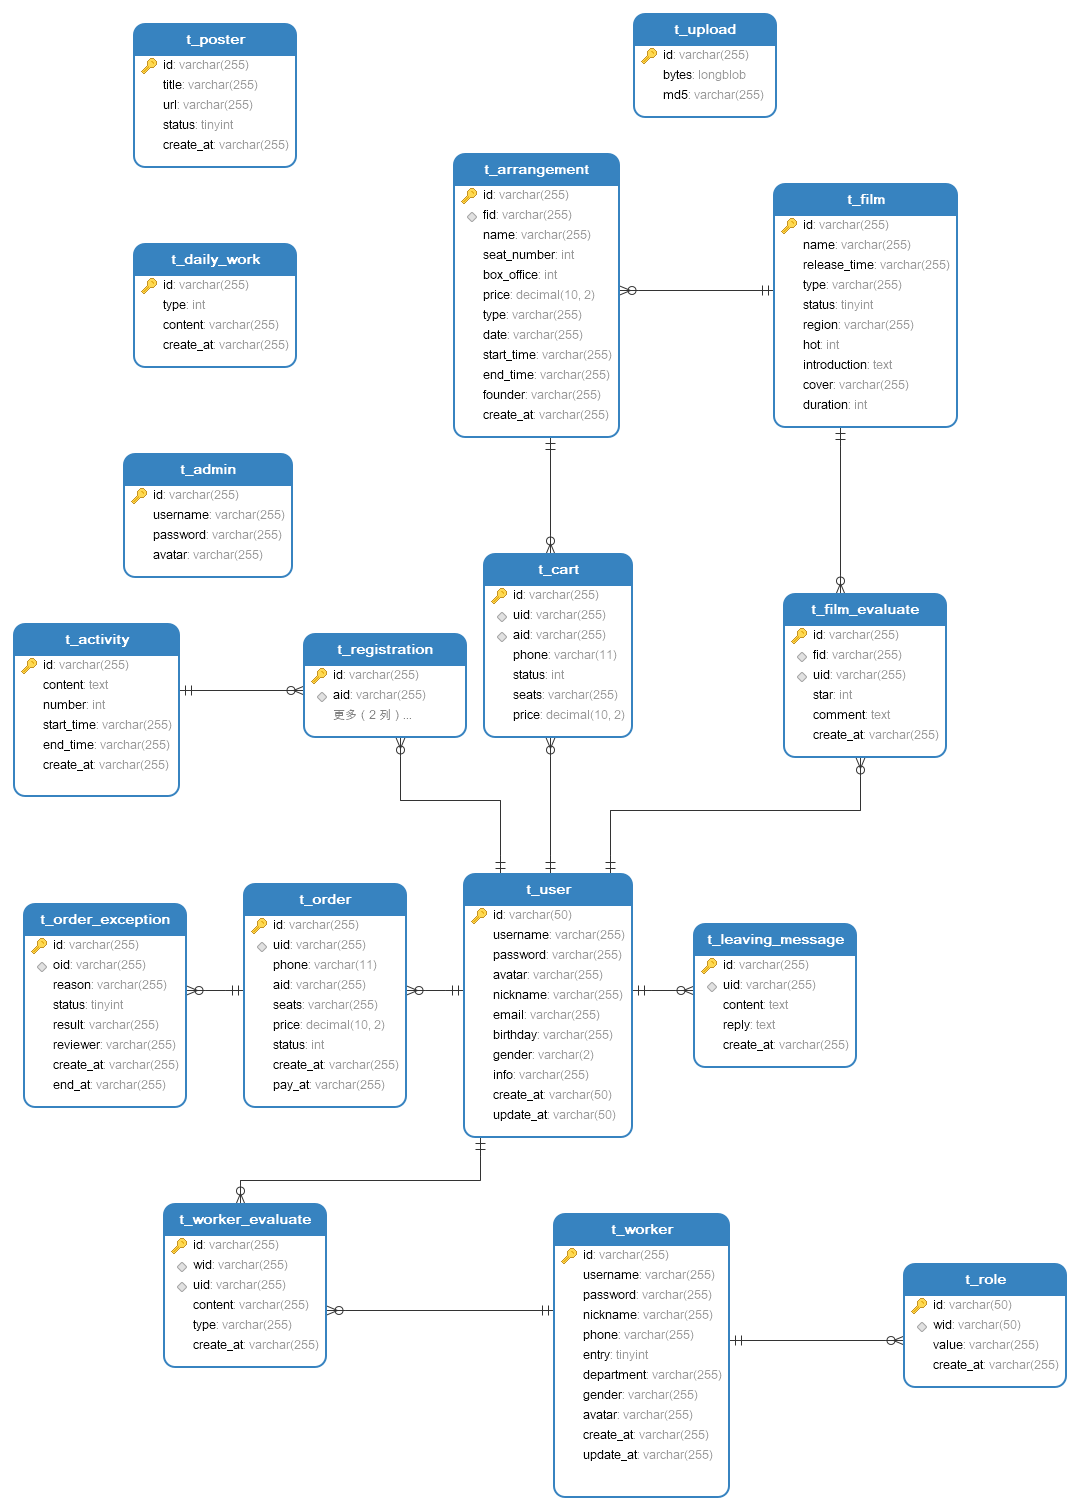 t_poster
id: varchar(255)
title: varchar(255)
url: varchar(255)
status: tinyint
create_at: varchar(255)
t_upload
id: varchar(255)
bytes: longblob
md5: varchar(255)
t_arrangement
id: varchar(255)
fid: varchar(255)
name: varchar(255)
seat_number: int
box_office: int
price: decimal(10, 2)
type: varchar(255)
date: varchar(255)
start_time: varchar(255)
end_time: varchar(255)
founder: varchar(255)
create_at: varchar(255)
t_film
id: varchar(255)
name: varchar(255)
release_time: varchar(255)
type: varchar(255)
status: tinyint
region: varchar(255)
hot: int
introduction: text
cover: varchar(255)
duration: int
t_daily_work
id: varchar(255)
type: int
content: varchar(255)
create_at: varchar(255)
t_admin
id: varchar(255)
username: varchar(255)
password: varchar(255)
avatar: varchar(255)
t_cart
id: varchar(255)
uid: varchar(255)
aid: varchar(255)
phone: varchar(11)
status: int
seats: varchar(255)
price: decimal(10, 2)
t_film_evaluate
id: varchar(255)
fid: varchar(255)
uid: varchar(255)
star: int
comment: text
create_at: varchar(255)
t_activity
id: varchar(255)
content: text
number: int
start_time: varchar(255)
end_time: varchar(255)
create_at: varchar(255)
t_registration
id: varchar(255)
aid: varchar(255)
更多（2 列）...
t_order_exception
id: varchar(255)
oid: varchar(255)
reason: varchar(255)
status: tinyint
result: varchar(255)
reviewer: varchar(255)
create_at: varchar(255)
end_at: varchar(255)
t_order
id: varchar(255)
uid: varchar(255)
phone: varchar(11)
aid: varchar(255)
seats: varchar(255)
price: decimal(10, 2)
status: int
create_at: varchar(255)
pay_at: varchar(255)
t_user
id: varchar(50)
username: varchar(255)
password: varchar(255)
avatar: varchar(255)
nickname: varchar(255)
email: varchar(255)
birthday: varchar(255)
gender: varchar(2)
info: varchar(255)
create_at: varchar(50)
update_at: varchar(50)
t_leaving_message
id: varchar(255)
uid: varchar(255)
content: text
reply: text
create_at: varchar(255)
t_worker_evaluate
id: varchar(255)
wid: varchar(255)
uid: varchar(255)
content: varchar(255)
type: varchar(255)
create_at: varchar(255)
t_worker
id: varchar(255)
username: varchar(255)
password: varchar(255)
nickname: varchar(255)
phone: varchar(255)
entry: tinyint
department: varchar(255)
gender: varchar(255)
avatar: varchar(255)
create_at: varchar(255)
update_at: varchar(255)
t_role
id: varchar(50)
wid: varchar(50)
value: varchar(255)
create_at: varchar(255)